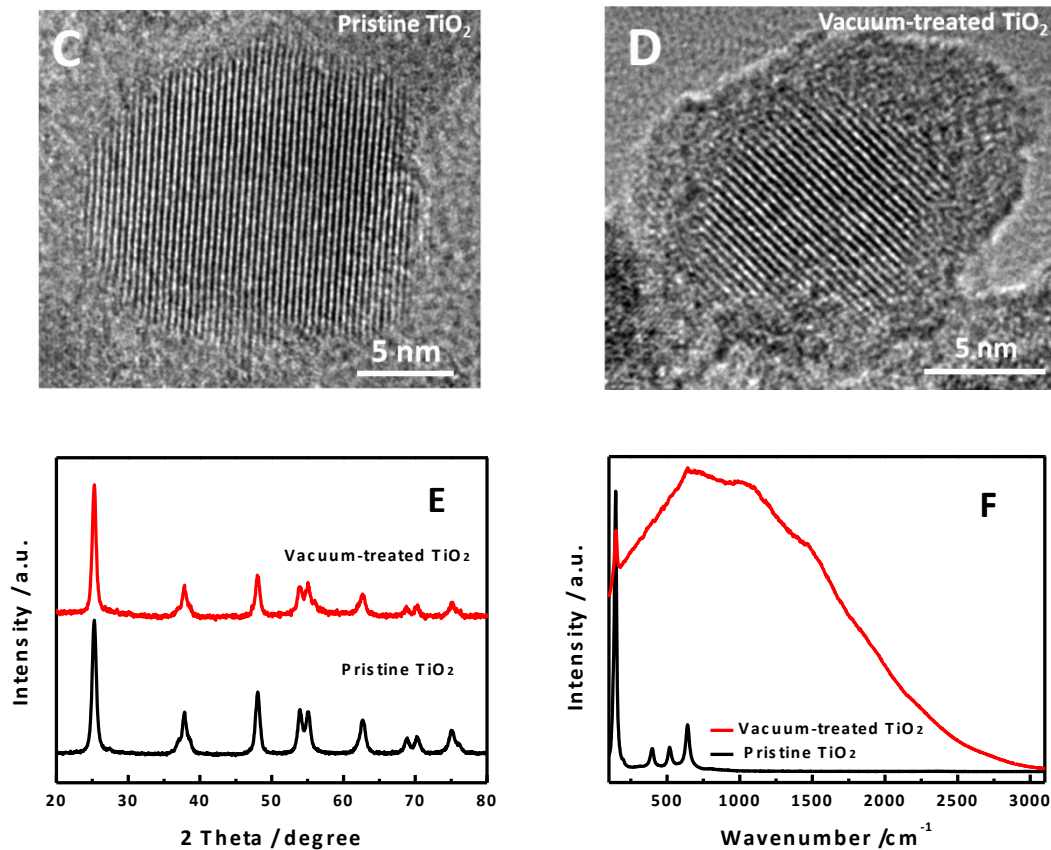 C
Pristine TiO₂
5 nm
D
Vacuum-treated TiO₂
5 nm
E
Vacuum-treated TiO₂
Pristine TiO₂
Intensity /a.u.
20 30 40 50 60 70 80
2 Theta /degree
F
Intensity /a.u.
Vacuum-treated TiO₂
Pristine TiO₂
500 1000 1500 2000 2500 3000
Wavenumber /cm⁻¹